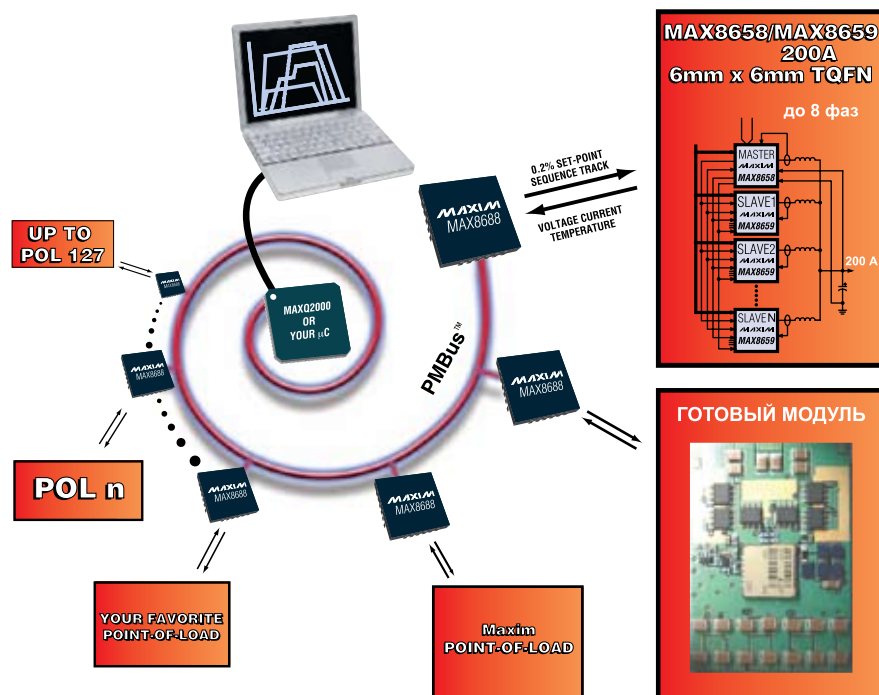 MAX8658/MAX8659
200A
6mm x 6mm TQFN
до 8 фаз
MASTER
MAXIM
MAX8658
SLAVE1
MAXIM
MAX8659
SLAVE2
MAXIM
MAX8659
200 A
SLAVE N
MAXIM
MAX8659
0.2% SET-POINT
SEQUENCE TRACK
VOLTAGE CURRENT
TEMPERATURE
MAXIM
MAX8688
UP TO
POL 127
MAXIM
MAX8688
MAXQ2000
OR
YOUR µC
PMBus™
MAXIM
MAX8688
MAXIM
MAX8688
ГОТОВЫЙ МОДУЛЬ
POL n
MAXIM
MAX8688
MAXIM
MAX8688
YOUR FAVORITE
POINT-OF-LOAD
Maxim
POINT-OF-LOAD